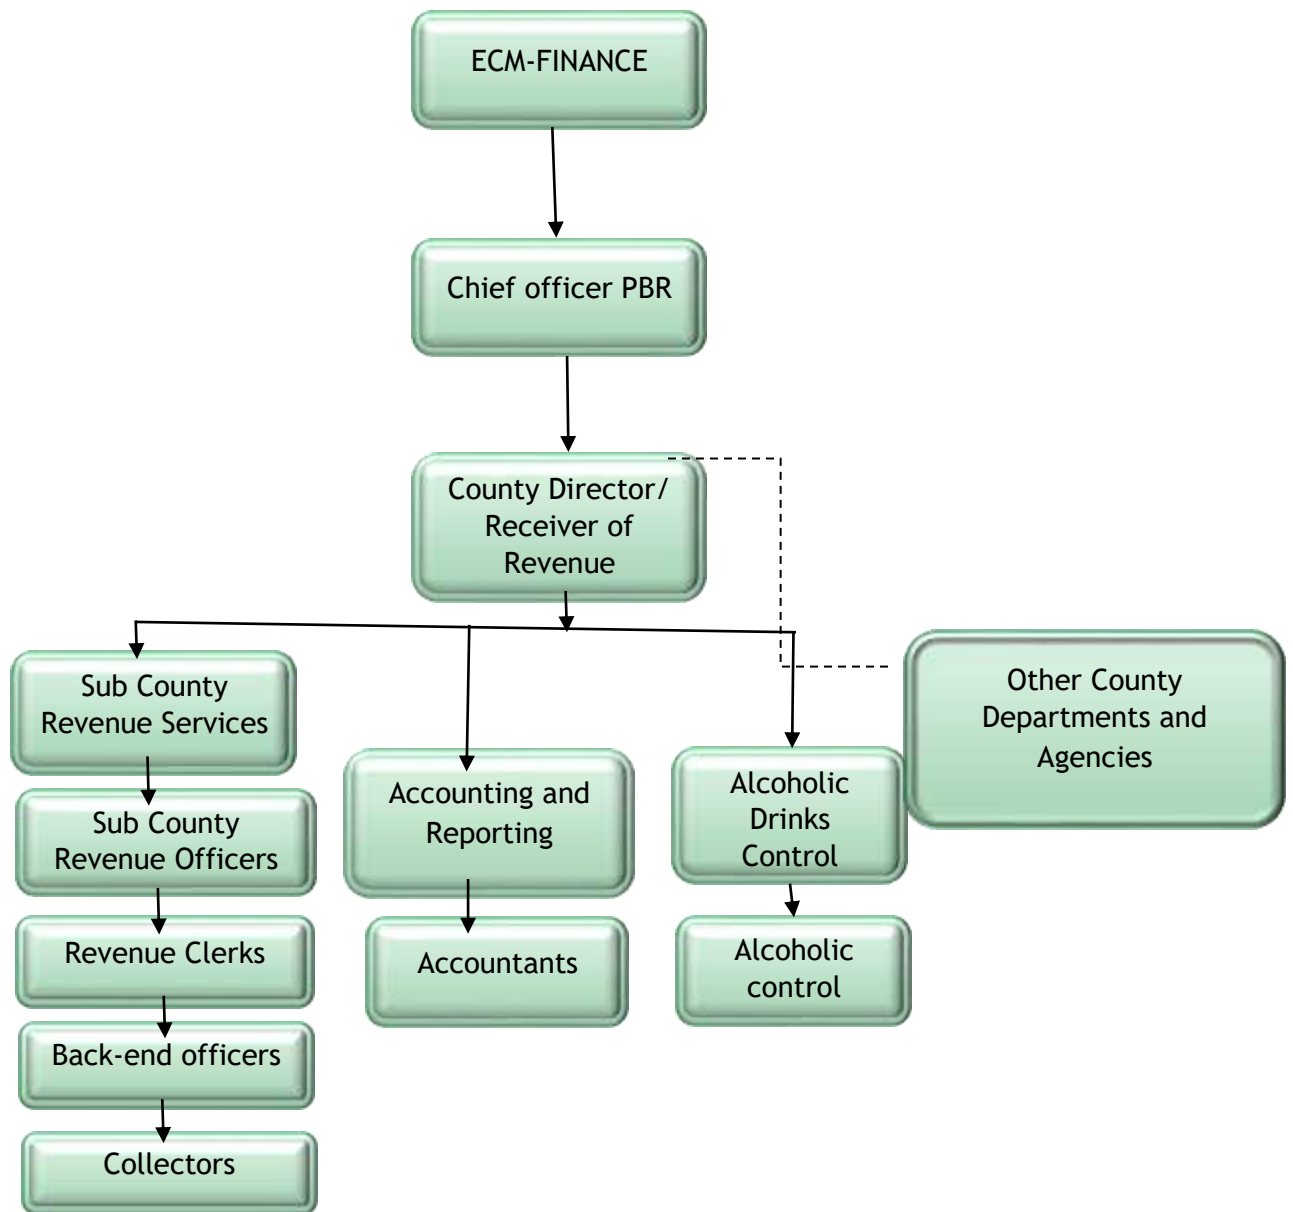 ECM-FINANCE
Chief officer PBR
County Director/
Receiver of
Revenue
Sub County
Revenue Services
Other County
Departments and
Agencies
Accounting and
Reporting
Alcoholic
Drinks
Control
Sub County
Revenue Officers
Revenue Clerks
Accountants
Alcoholic
control
Back-end officers
Collectors